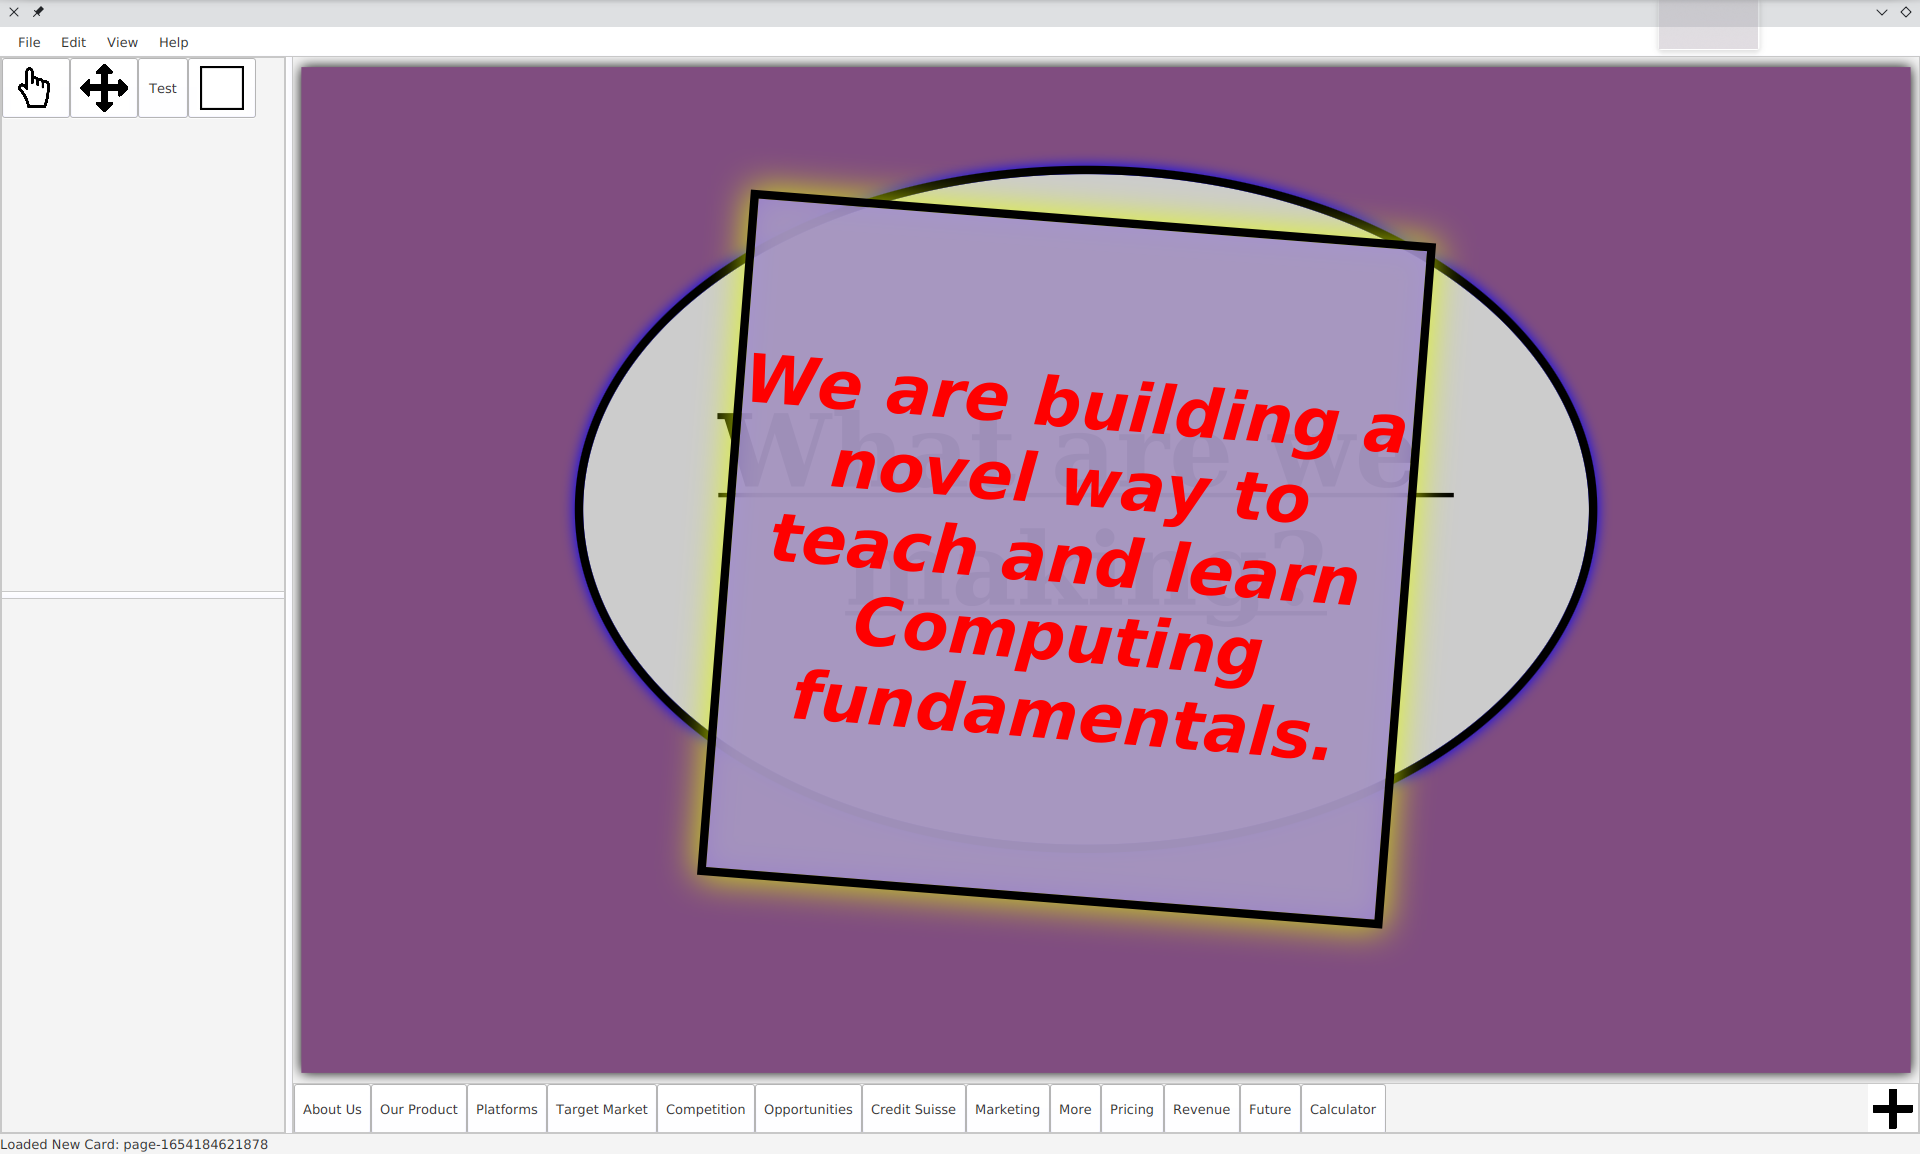 File Edit View Help
Test
We are building a
novel way to
teach and learn
Computing
fundamentals.
What are we
making?
About Us Our Product Platforms Target Market Competition Opportunities Credit Suisse Marketing More Pricing Revenue Future Calculator
Loaded New Card: page-1654184621878